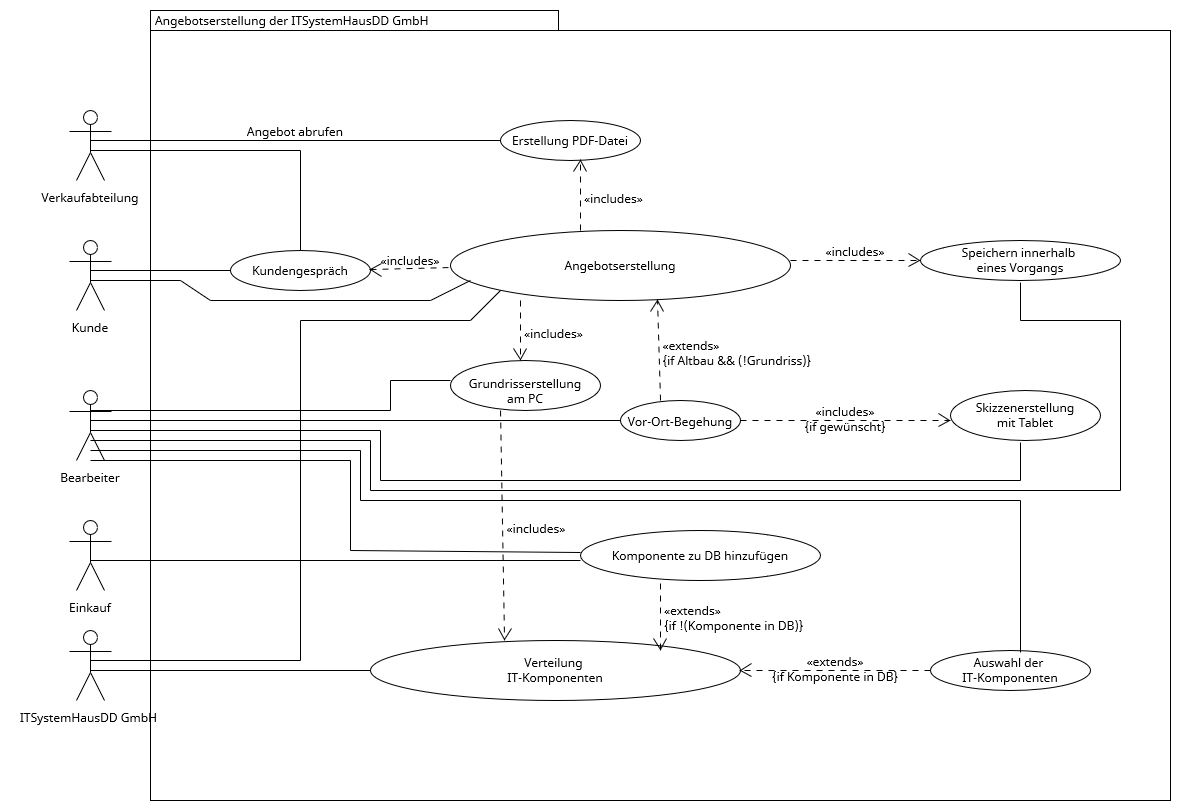 Angebotserstellung der ITSystemHausDD GmbH
Angebot abrufen
Erstellung PDF-Datei
Verkaufabteilung
«includes»
Kundengespräch
«includes»
Angebotserstellung
«includes»
Speichern innerhalb
eines Vorgangs
Kunde
«includes»
«extends»
{if Altbau && (!Grundriss)}
Grundrisserstellung
am PC
Vor-Ort-Begehung
«includes»
{if gewünscht}
Skizzenerstellung
mit Tablet
Bearbeiter
«includes»
Komponente zu DB hinzufügen
Einkauf
«extends»
{if !(Komponente in DB)}
Verteilung
IT-Komponenten
«extends»
{if Komponente in DB}
Auswahl der
IT-Komponenten
ITSystemHausDD GmbH